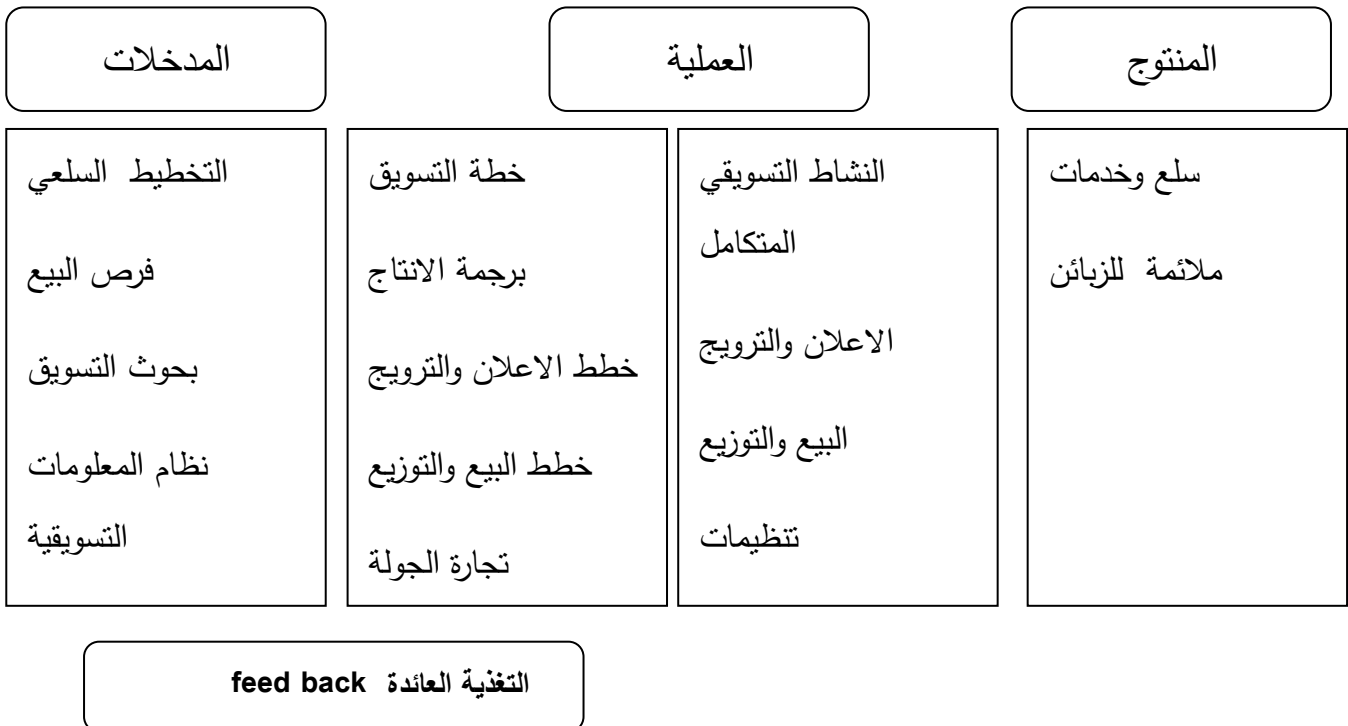 المدخلات
العملية
المنتوج
التخطيط السلعي
فرص البيع
بحوث التسويق
نظام المعلومات
التسويقية
خطة التسويق
برجمة الانتاج
خطط الاعلان والترويج
خطط البيع والتوزيع
تجارة الجولة
النشاط التسويقي
المتكامل
الاعلان والترويج
البيع والتوزيع
تنظيمات
سلع وخدمات
ملائمة للزبائن
التغذية العائدة feed back